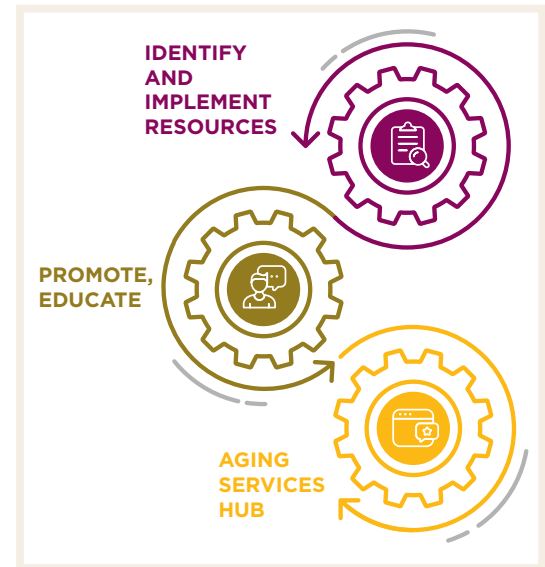 IDENTIFY
AND
IMPLEMENT
RESOURCES
PROMOTE,
EDUCATE
AGING
SERVICES
HUB